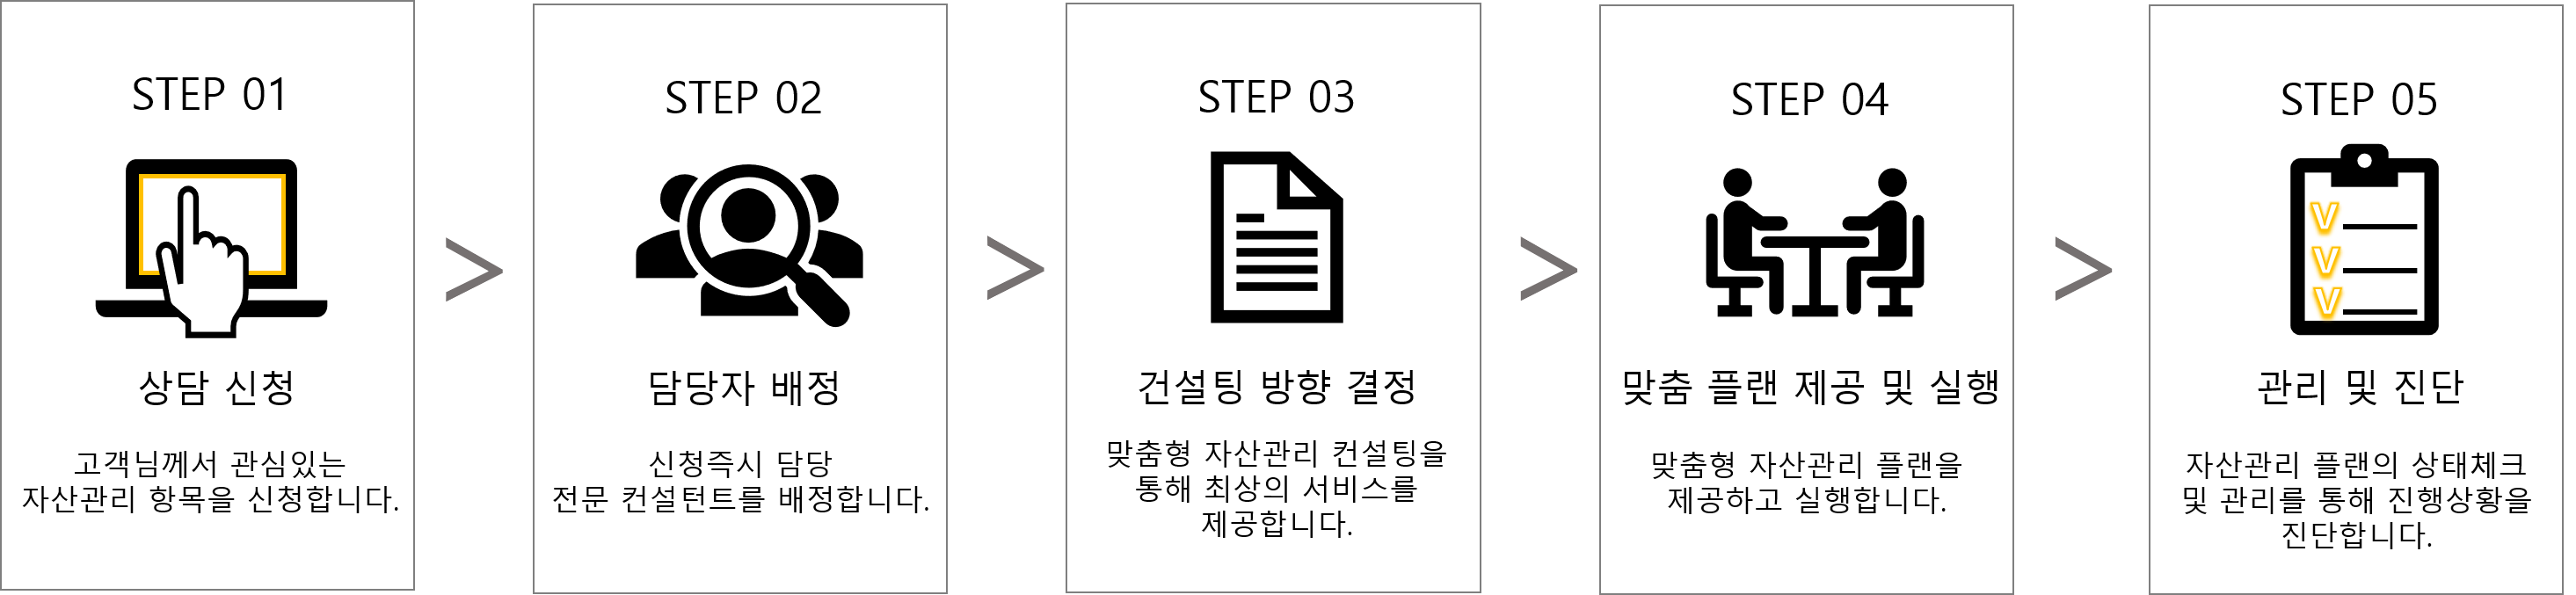 STEP 01
상담 신청
고객님께서 관심있는
자산관리 항목을 신청합니다.
>
STEP 02
담당자 배정
신청즉시 담당
전문 컨설턴트를 배정합니다.
>
STEP 03
건설팅 방향 결정
맞춤형 자산관리 컨설팅을
통해 최상의 서비스를
제공합니다.
>
STEP 04
맞춤 플랜 제공 및 실행
맞춤형 자산관리 플랜을
제공하고 실행합니다.
>
STEP 05
V
V
V
관리 및 진단
자산관리 플랜의 상태체크
및 관리를 통해 진행상황을
진단합니다.